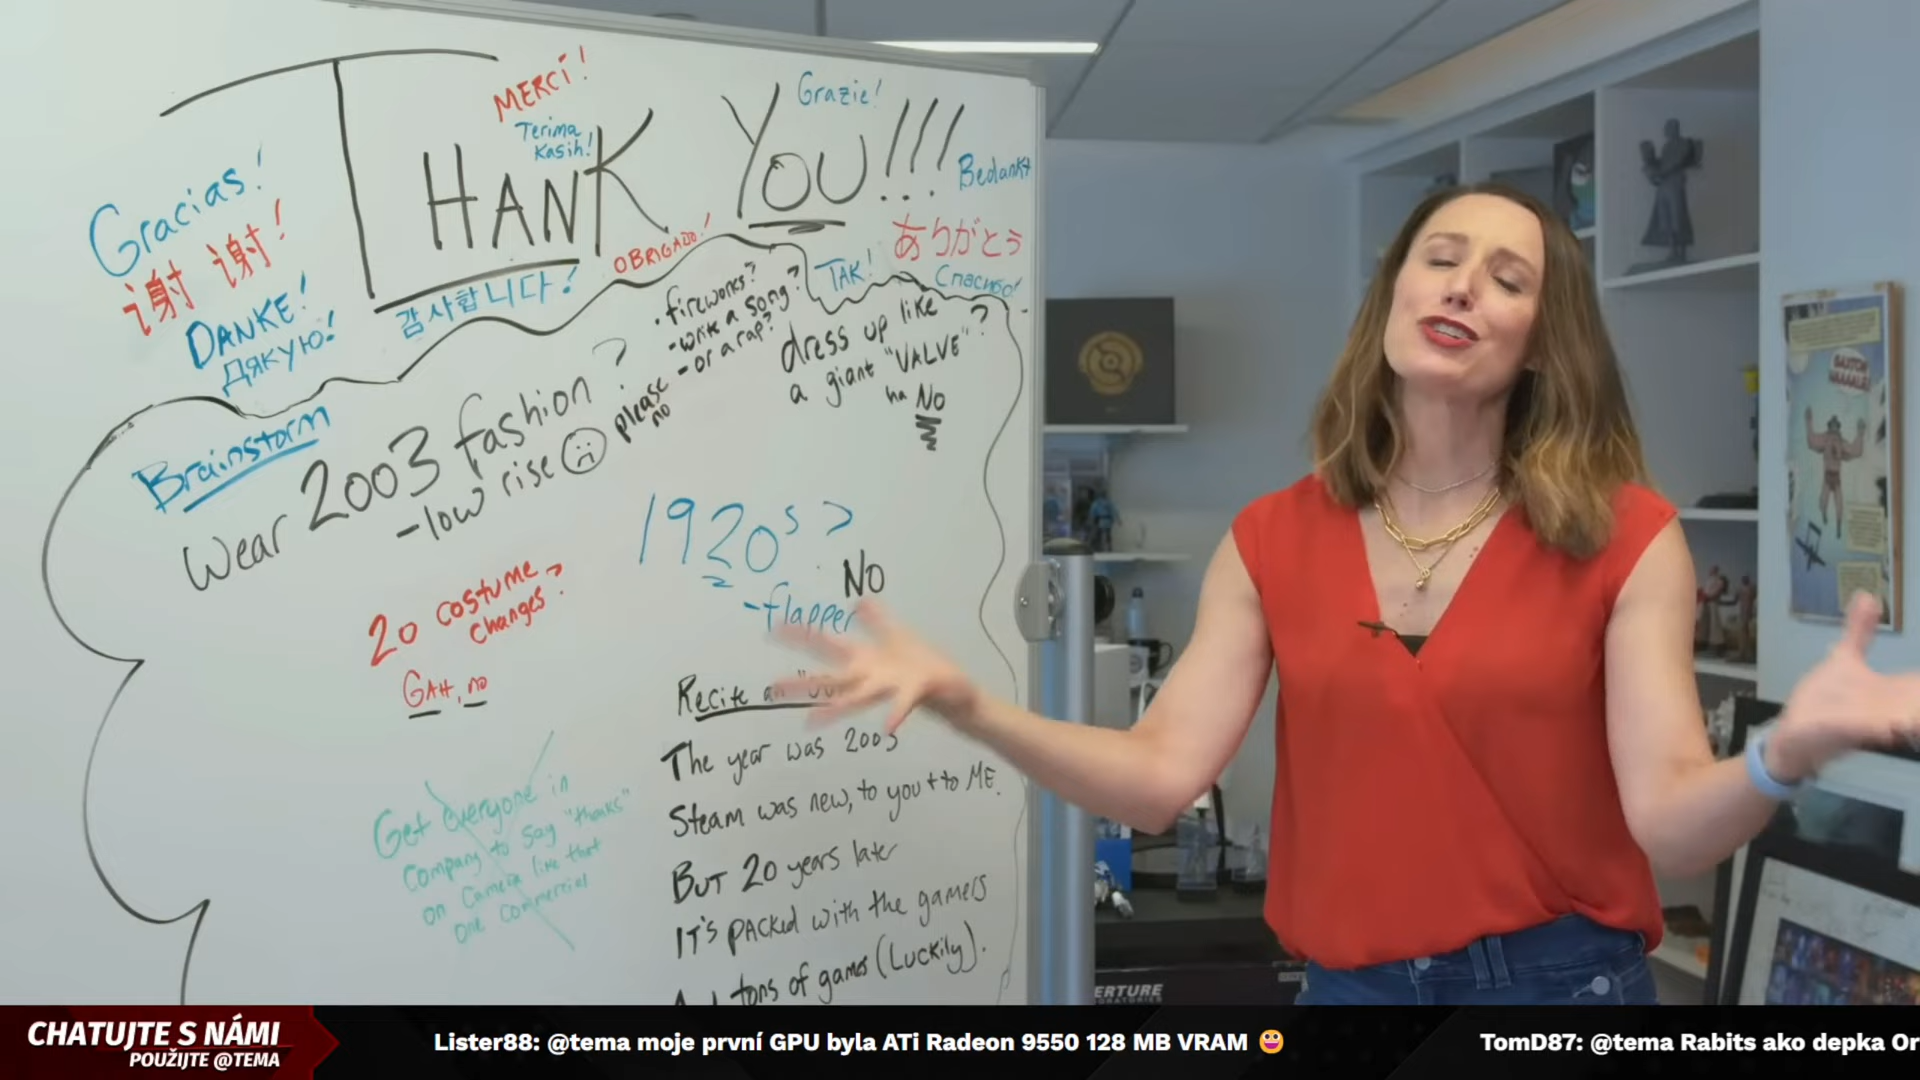 THANK YOU!!!
MERCI!
Terima
Kasih!
Grazie!
Bedankt
Gracias!
谢谢!
DANKE!
Дякую!
감사합니다!
OBRIGADO!
TAK!
ありがとう
Спасибо!
Brainstorm
Wear 2003 fashion?
-low rise
please
no
• fireworks?
- write a song?
- or a rap?
dress up like
a giant "VALVE"?
ha No
1920s?
-flapper
NO
20 costume
changes?
GAH, no
Get everyone in
company to say "thanks"
on camera like that
one commercial
Recite an
The year was 2003
Steam was new, to you + to ME.
BUT 20 years later
IT'S packed with the gamers
tons of games (Luckily).
ERTURE
CHATUJTE S NÁMI
POUŽIJTE @TEMA
Lister88: @tema moje první GPU byla ATi Radeon 9550 128 MB VRAM 😀
TomD87: @tema Rabits ako depka Or